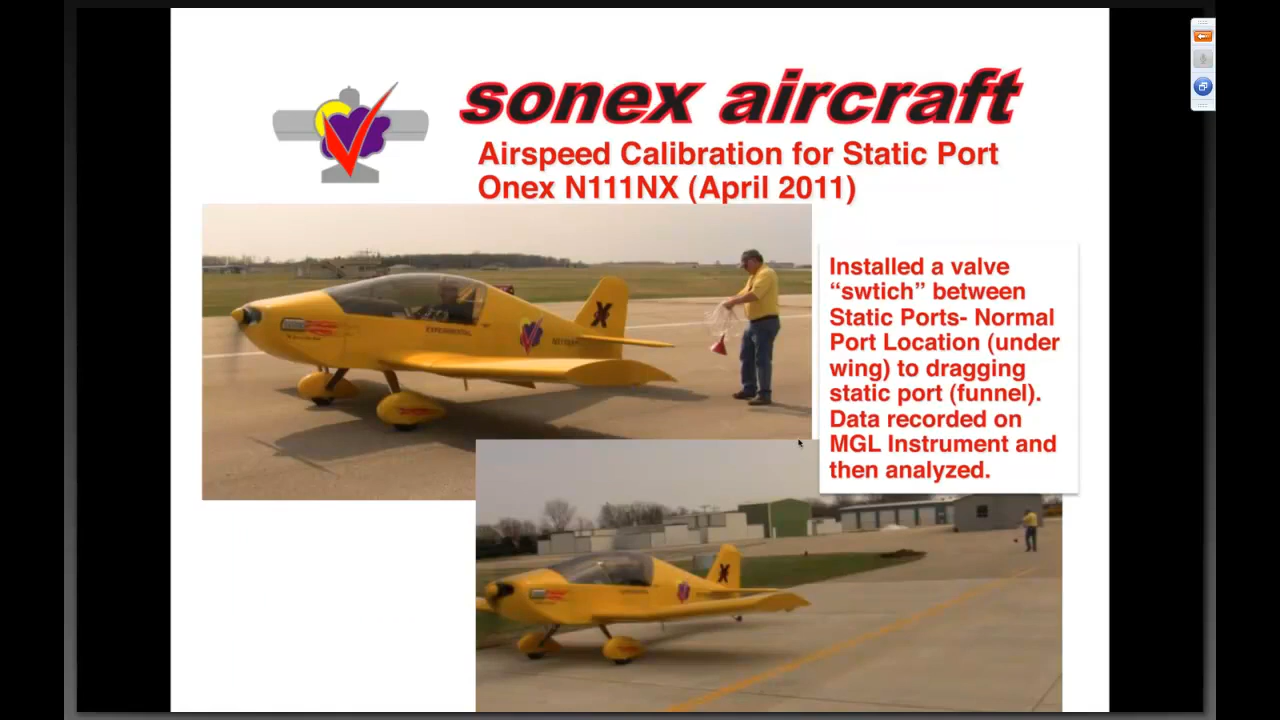 sonex aircraft
Airspeed Calibration for Static Port
Onex N111NX (April 2011)
Installed a valve
“swtich” between
Static Ports- Normal
Port Location (under
wing) to dragging
static port (funnel).
Data recorded on
MGL Instrument and
then analyzed.
EXPERIMENTAL
X
X